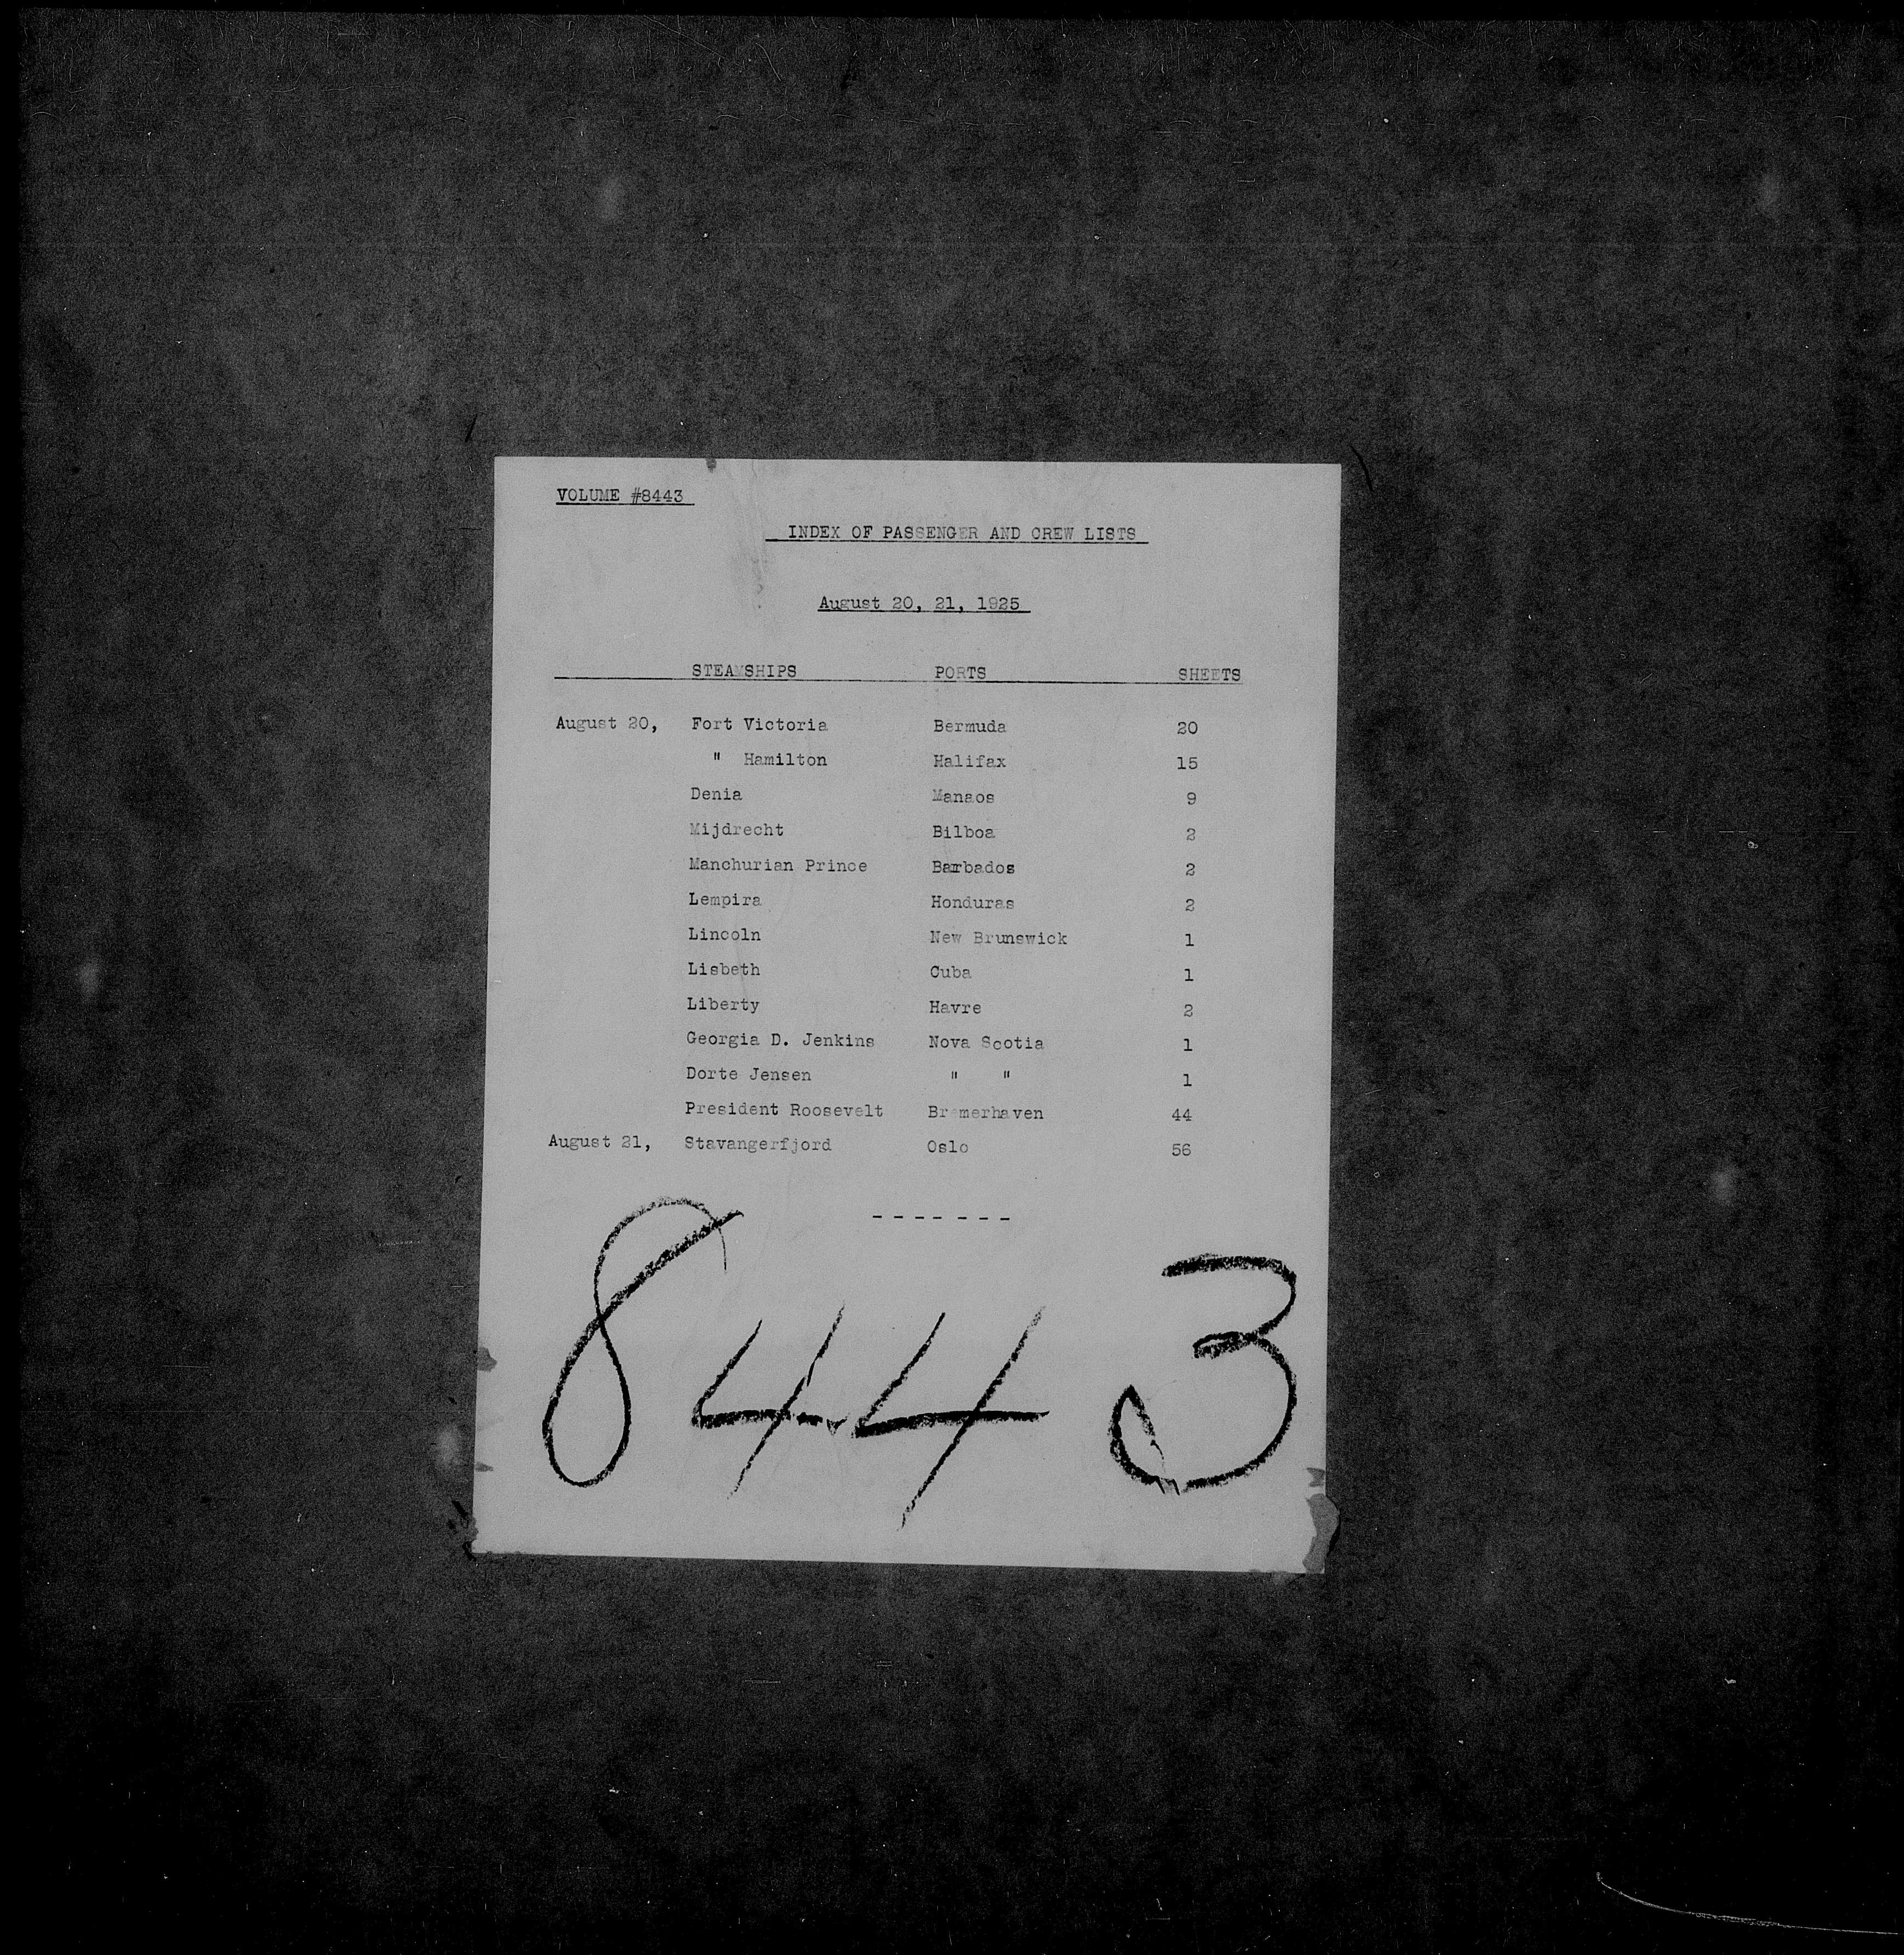 VOLUME #8443
INDEX OF PASSENGER AND CREW LISTS
August 20, 21, 1925
STEAMSHIPS PORTS SHEETS
August 20, Fort Victoria Bermuda 20
" Hamilton Halifax 15
Denia Manaos 9
Mijdrecht Bilboa 2
Manchurian Prince Barbados 2
Lempira Honduras 2
Lincoln New Brunswick 1
Lisbeth Cuba 1
Liberty Havre 2
Georgia D. Jenkins Nova Scotia 1
Dorte Jensen " " 1
President Roosevelt Bremerhaven 44
August 21, Stavangerfjord Oslo 56
- - - - - - -
8443